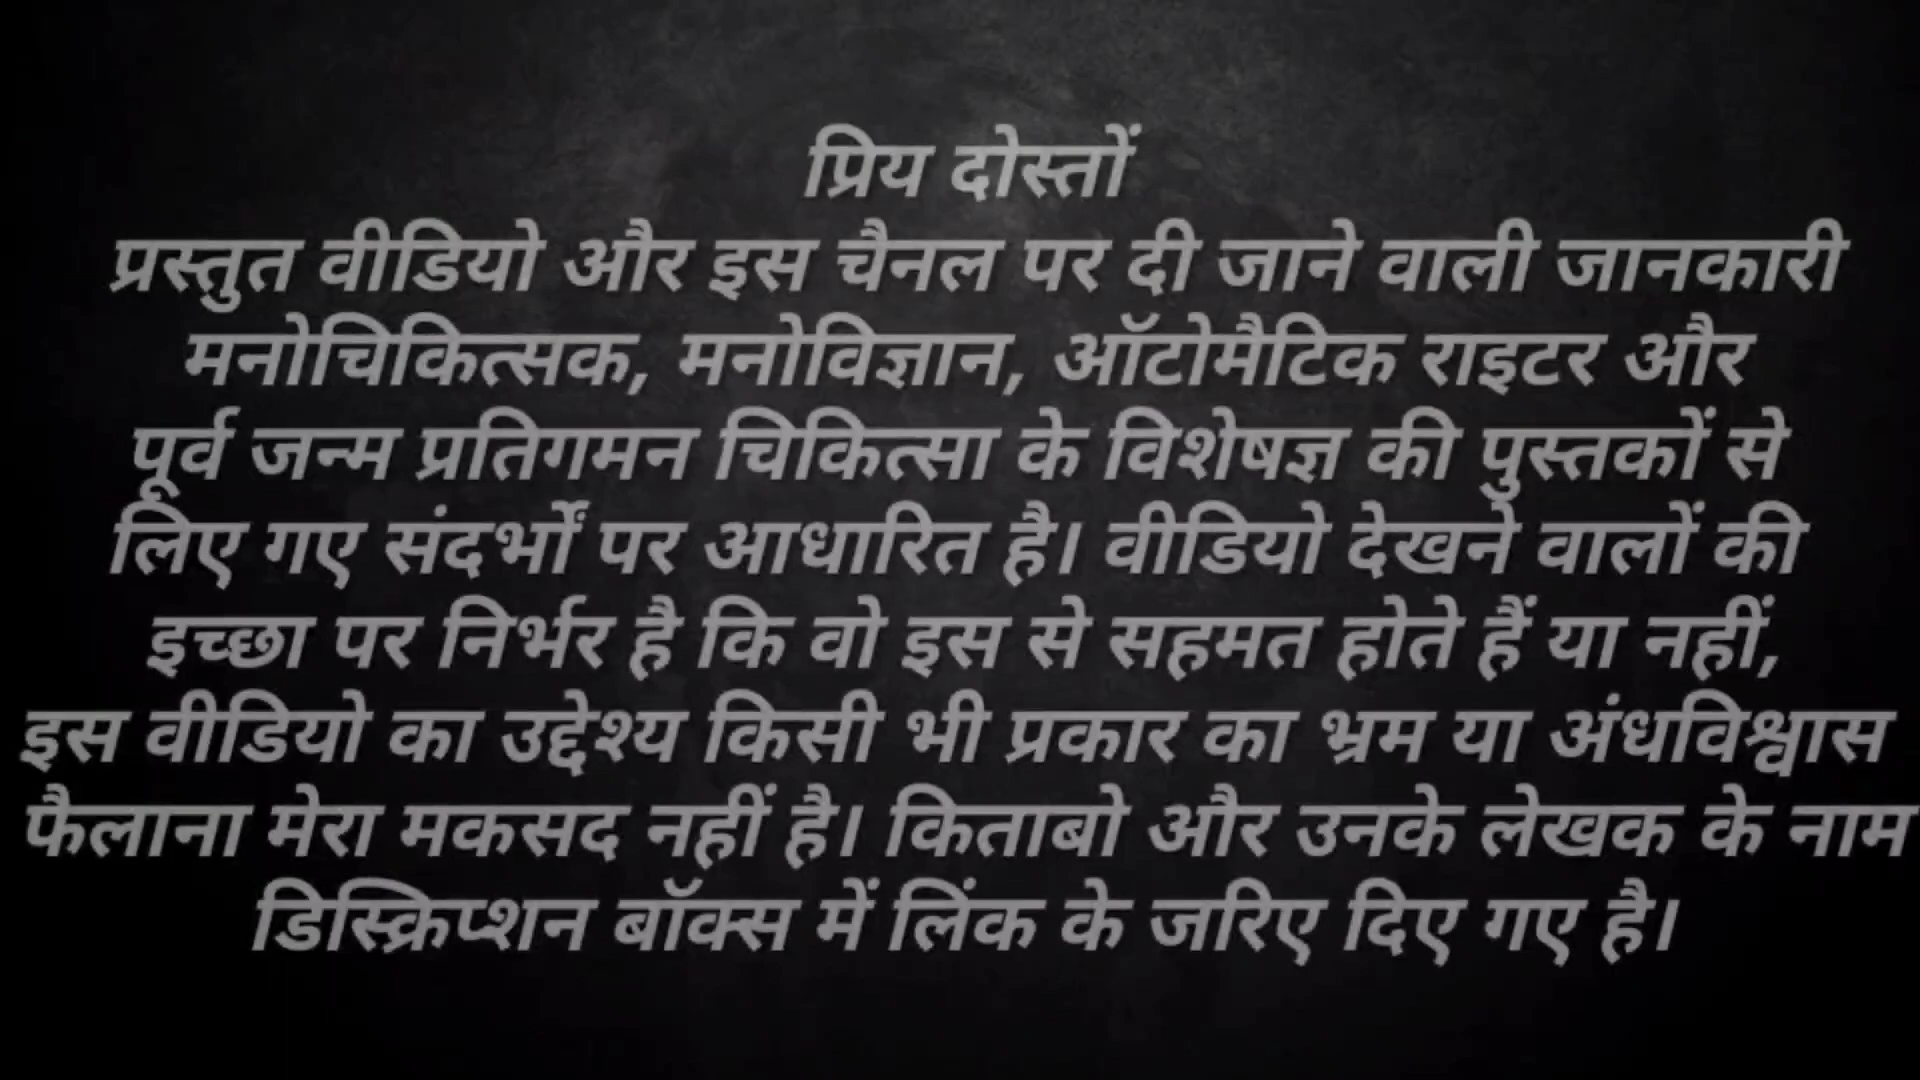 प्रिय दोस्तों
प्रस्तुत वीडियो और इस चैनल पर दी जाने वाली जानकारी
मनोचिकित्सक, मनोविज्ञान, ऑटोमैटिक राइटर और
पूर्व जन्म प्रतिगमन चिकित्सा के विशेषज्ञ की पुस्तकों से
लिए गए संदर्भों पर आधारित है। वीडियो देखने वालों की
इच्छा पर निर्भर है कि वो इस से सहमत होते हैं या नहीं,
इस वीडियो का उद्देश्य किसी भी प्रकार का भ्रम या अंधविश्वास
फैलाना मेरा मकसद नहीं है। किताबो और उनके लेखक के नाम
डिस्क्रिप्शन बॉक्स में लिंक के जरिए दिए गए है।